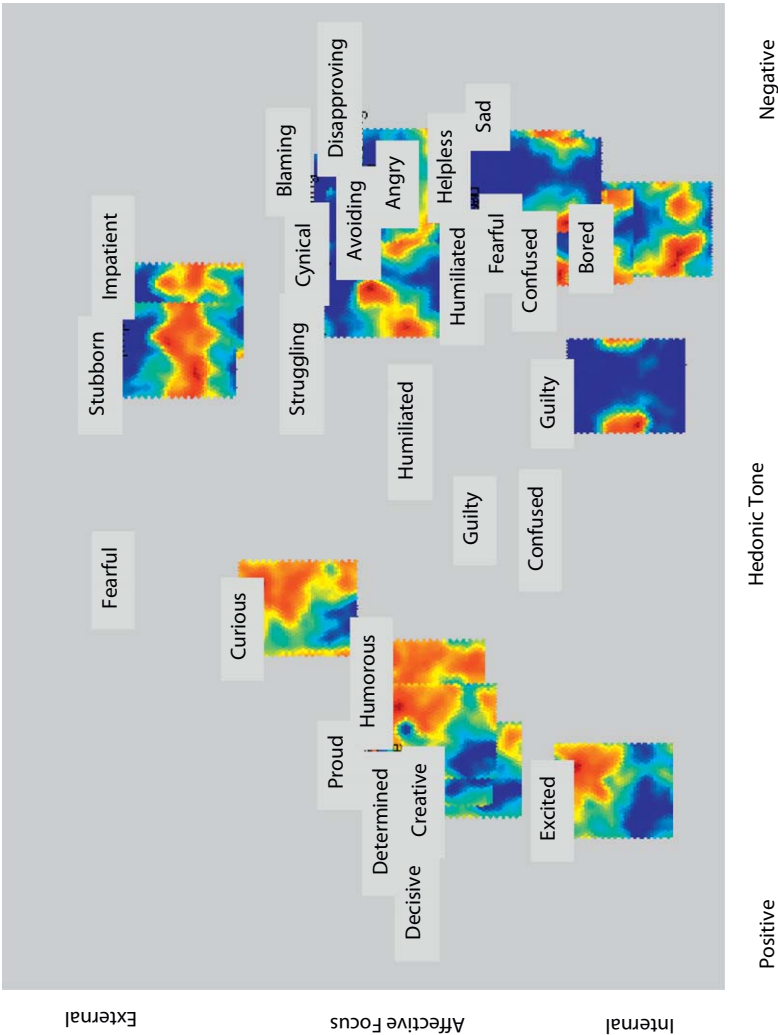 External
Affective Focus
Internal
Stubborn
Fearful
Impatient
Curious
Blaming
Struggling
Cynical
Proud
Disapproving
Avoiding
Humorous
Determined
Angry
Humiliated
Decisive
Creative
Helpless
Humiliated
Guilty
Sad
Fearful
Confused
Confused
Excited
Guilty
Bored
Positive
Hedonic Tone
Negative